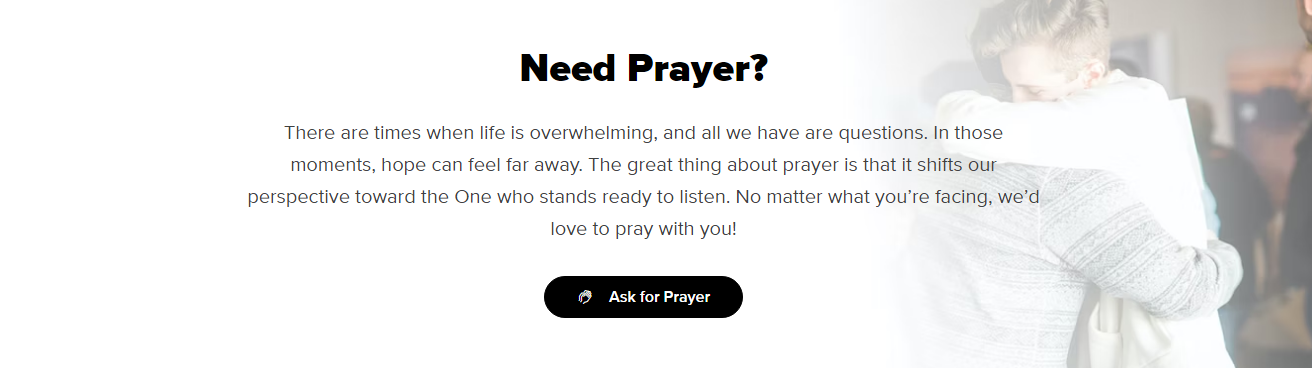 Need Prayer?
There are times when life is overwhelming, and all we have are questions. In those
moments, hope can feel far away. The great thing about prayer is that it shifts our
perspective toward the One who stands ready to listen. No matter what you’re facing, we’d
love to pray with you!
Ask for Prayer